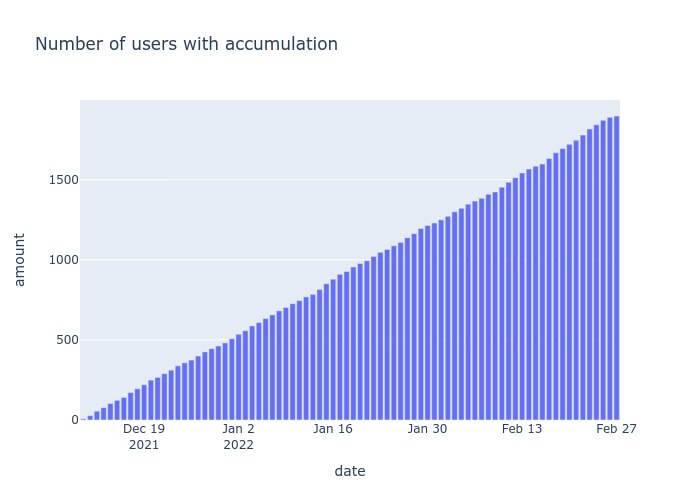 Number of users with accumulation
amount
1500
1000
500
0
Dec 19
2021
Jan 2
2022
Jan 16
Jan 30
Feb 13
Feb 27
date